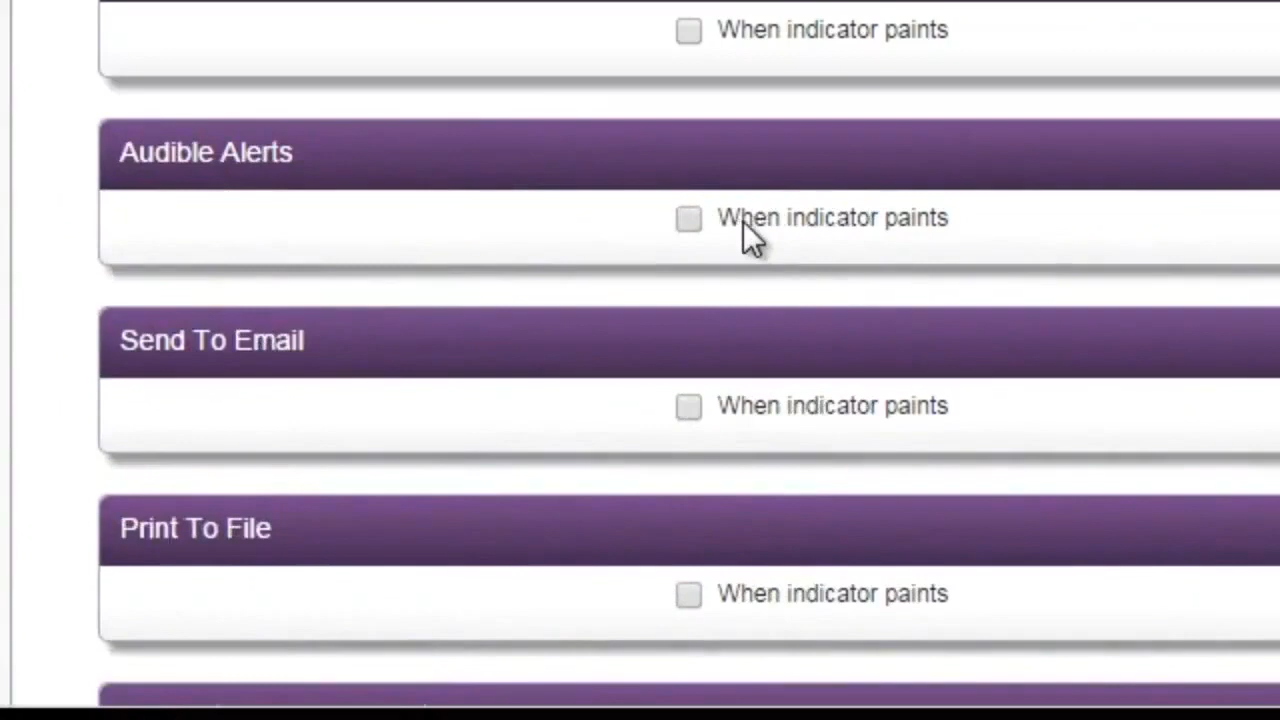 When indicator paints
Audible Alerts
When indicator paints
Send To Email
When indicator paints
Print To File
When indicator paints